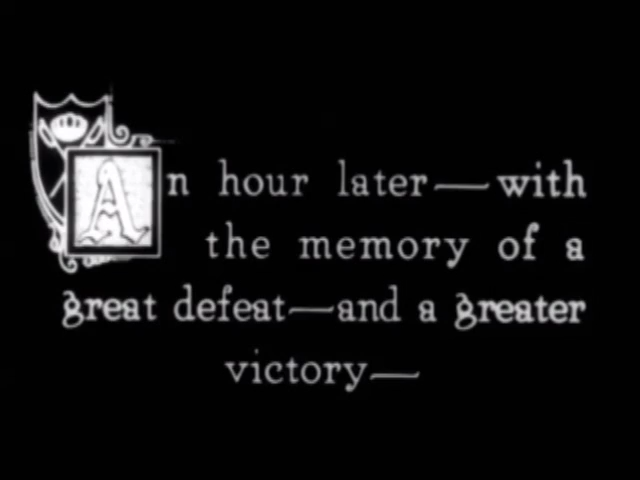 An hour later—with
the memory of a
great defeat—and a greater
victory—